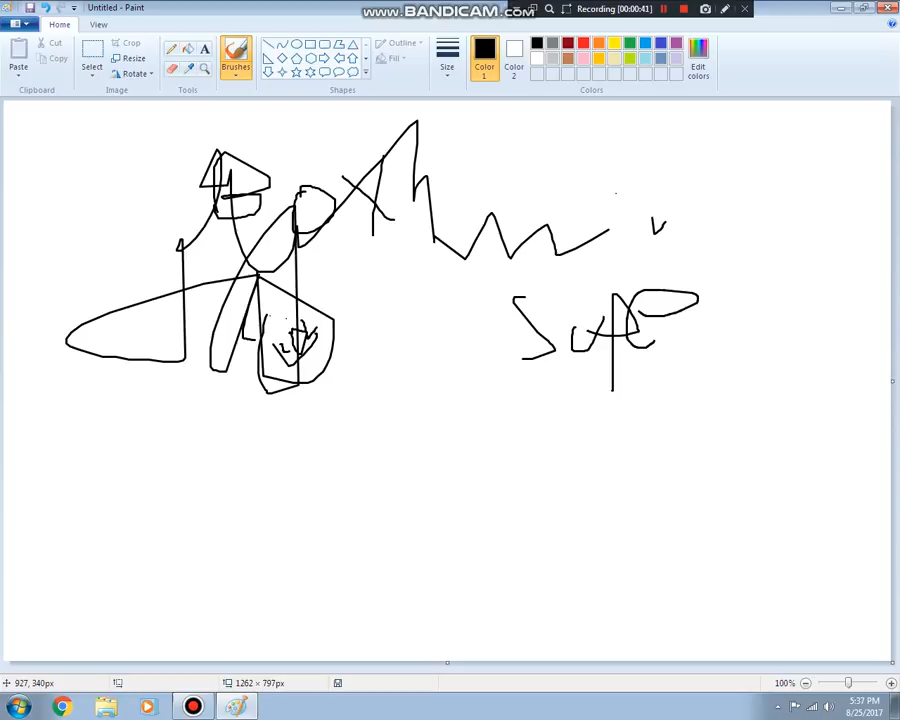 Untitled - Paint
www.BANDICAM.com
Recording [00:00:41]
Home
View
Paste
Cut
Copy
Clipboard
Select
Crop
Resize
Rotate
Image
A
Tools
Brushes
Outline
Fill
Shapes
Size
Color 1
Color 2
Edit colors
Colors
927, 340px
1262 × 797px
100%
5:37 PM
8/25/2017